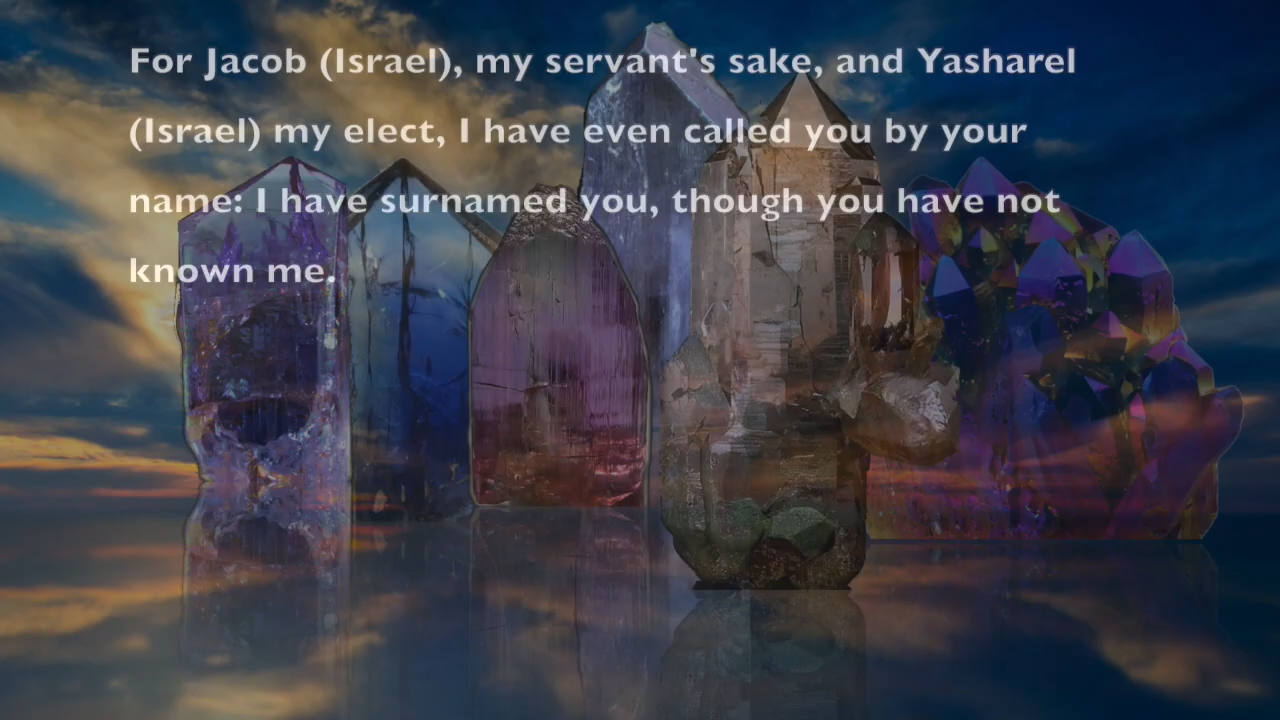 For Jacob (Israel), my servant's sake, and Yasharel
(Israel) my elect, I have even called you by your
name: I have surnamed you, though you have not
known me.